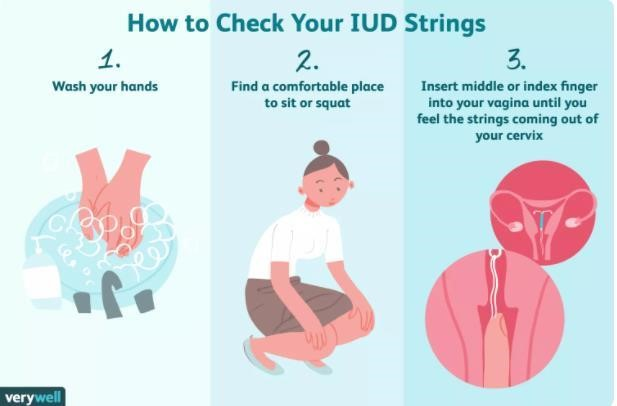 How to Check Your IUD Strings
1.
Wash your hands
2.
Find a comfortable place
to sit or squat
3.
Insert middle or index finger
into your vagina until you
feel the strings coming out of
your cervix
verywell